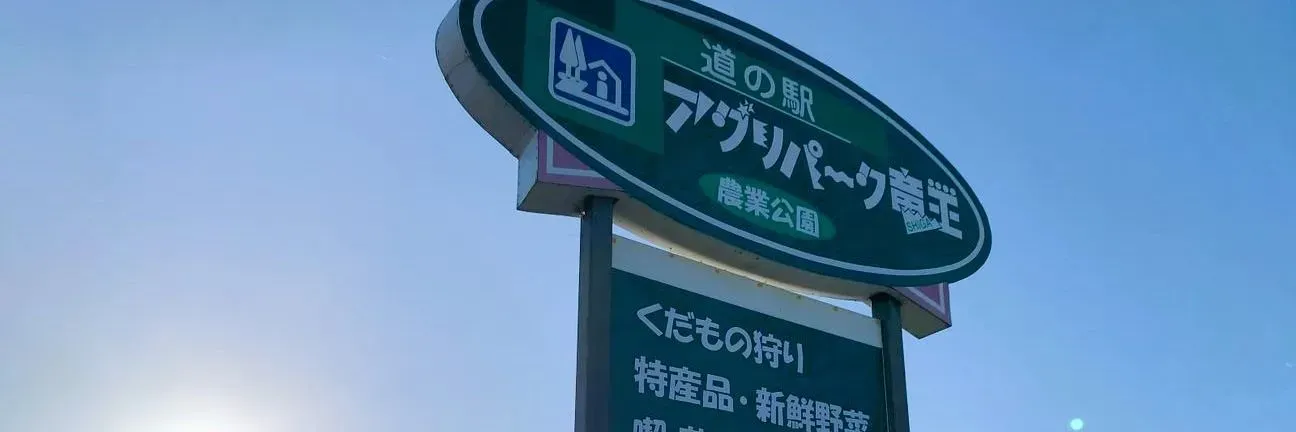 道の駅
アグリパーク竜王
SHIGA
農業公園
くだもの狩り
特産品・新鮮野菜